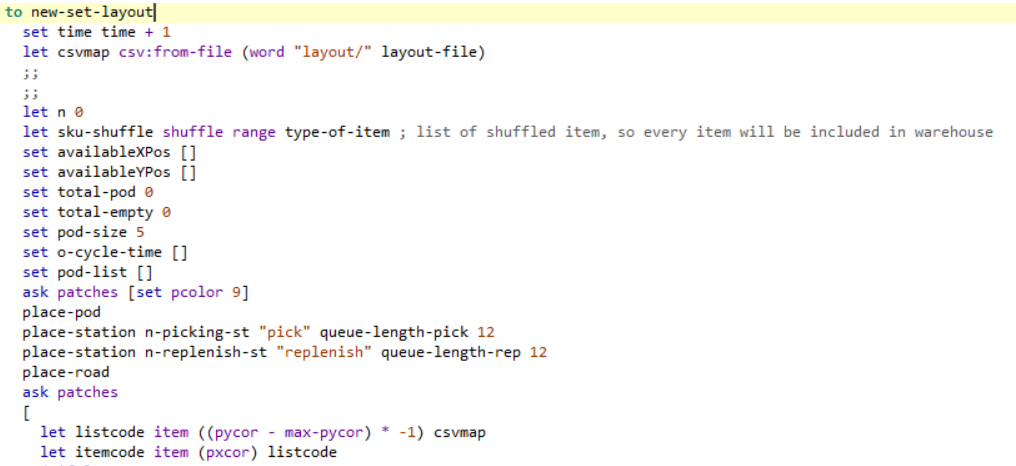 to new-set-layout
set time time + 1
let csvmap csv:from-file (word "layout/" layout-file)
;;
;;
let n 0
let sku-shuffle shuffle range type-of-item ; list of shuffled item, so every item will be included in warehouse
set availableXPos []
set availableYPos []
set total-pod 0
set total-empty 0
set pod-size 5
set o-cycle-time []
set pod-list []
ask patches [set pcolor 9]
place-pod
place-station n-picking-st "pick" queue-length-pick 12
place-station n-replenish-st "replenish" queue-length-rep 12
place-road
ask patches
[
let listcode item ((pycor - max-pycor) * -1) csvmap
let itemcode item (pxcor) listcode